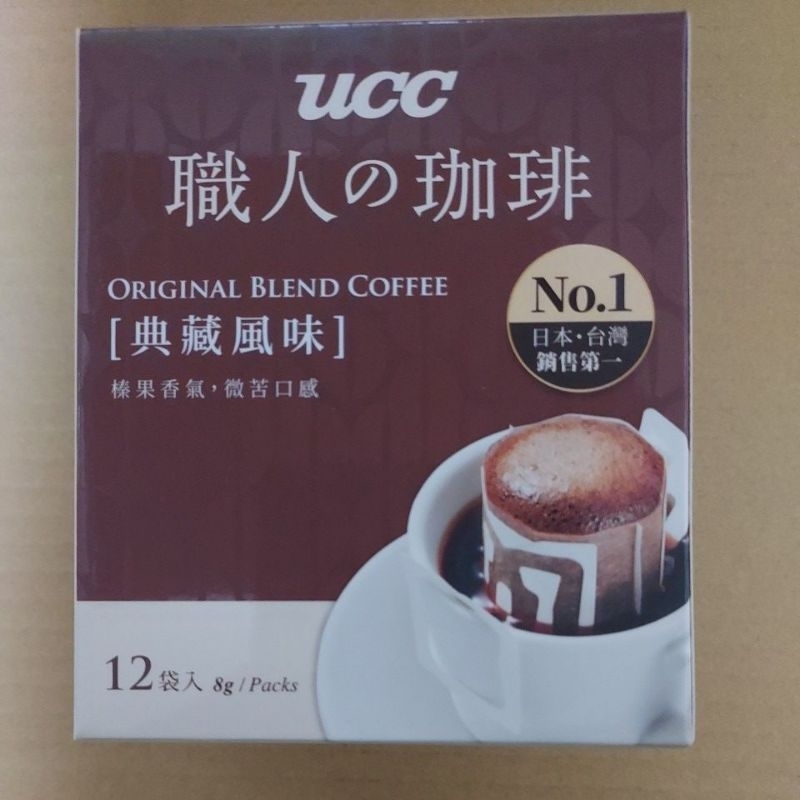 UCC
職人の珈琲
ORIGINAL BLEND COFFEE
[典藏風味]
榛果香氣，微苦口感
No.1
日本・台灣
銷售第一
12袋入 8g / Packs